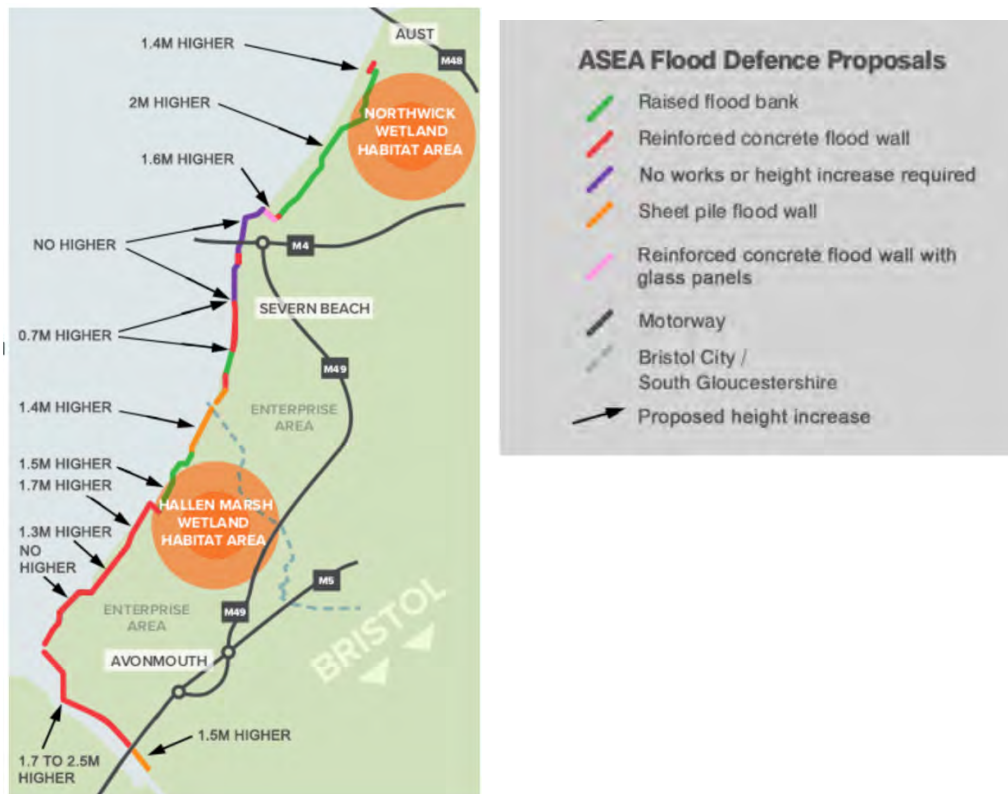 AUST
1.4M HIGHER
M48
2M HIGHER
NORTHWICK
WETLAND
HABITAT AREA
1.6M HIGHER
NO HIGHER
M4
SEVERN BEACH
0.7M HIGHER
M49
1.4M HIGHER
ENTERPRISE
AREA
1.5M HIGHER
1.7M HIGHER
HALLEN MARSH
WETLAND
HABITAT AREA
1.3M HIGHER
NO
HIGHER
M5
ENTERPRISE
AREA
M49
BRISTOL
AVONMOUTH
1.5M HIGHER
1.7 TO 2.5M
HIGHER
ASEA Flood Defence Proposals
Raised flood bank
Reinforced concrete flood wall
No works or height increase required
Sheet pile flood wall
Reinforced concrete flood wall with
glass panels
Motorway
Bristol City /
South Gloucestershire
Proposed height increase